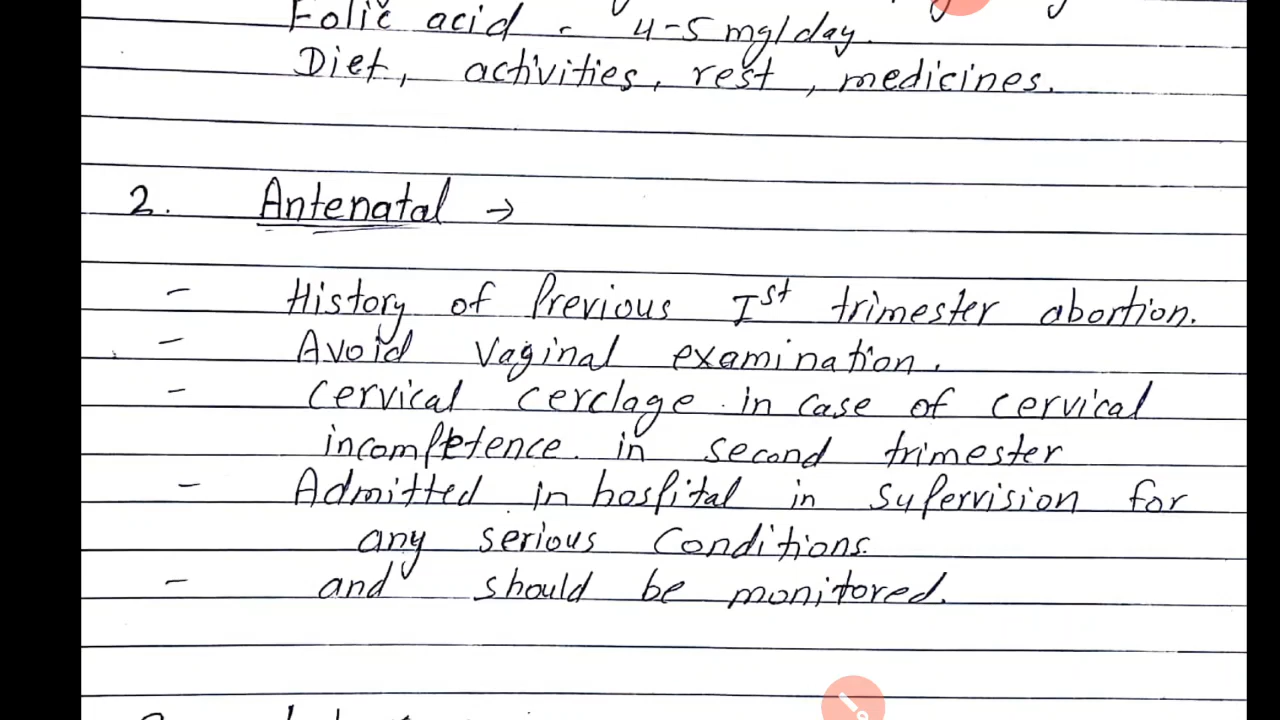 Folic acid - 4-5 mg/day.
Diet, activities, rest, medicines.
2. Antenatal →
- History of Previous Ist trimester abortion.
- Avoid vaginal examination.
- Cervical cerclage in case of cervical
incompetence in second trimester
- Admitted in hospital in supervision for
any serious conditions.
- and should be monitored.